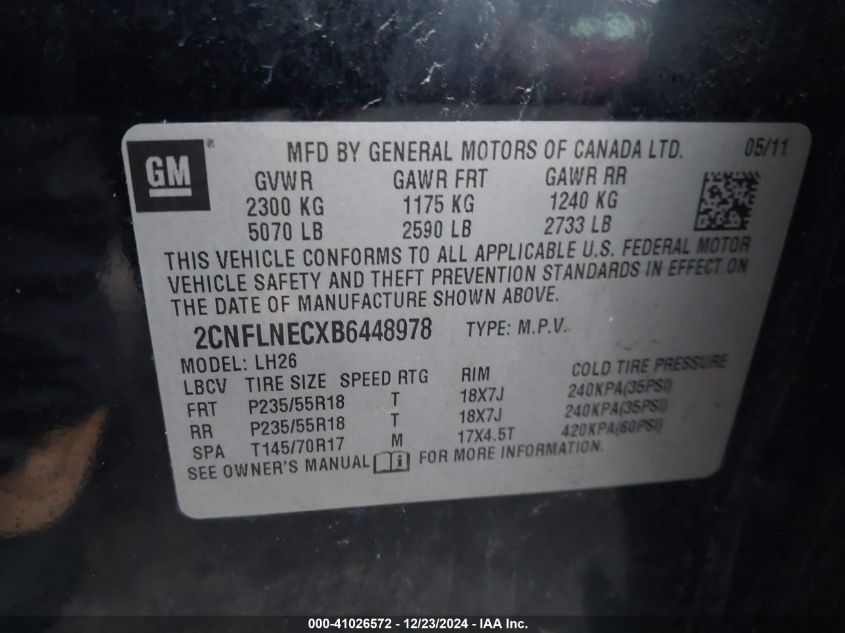 GM® MFD BY GENERAL MOTORS OF CANADA LTD. 05/11
GVWR GAWR FRT GAWR RR
2300 KG 1175 KG 1240 KG
5070 LB 2590 LB 2733 LB
THIS VEHICLE CONFORMS TO ALL APPLICABLE U.S. FEDERAL MOTOR
VEHICLE SAFETY AND THEFT PREVENTION STANDARDS IN EFFECT ON
THE DATE OF MANUFACTURE SHOWN ABOVE.
2CNFLNECXB6448978 TYPE: M.P.V.
MODEL: LH26
LBCV TIRE SIZE SPEED RTG RIM COLD TIRE PRESSURE
FRT P235/55R18 T 18X7J 240KPA(35PSI)
RR P235/55R18 T 18X7J 240KPA(35PSI)
SPA T145/70R17 M 17X4.5T 420KPA(60PSI)
SEE OWNER'S MANUAL i FOR MORE INFORMATION.
000-41026572 - 12/23/2024 - IAA Inc.